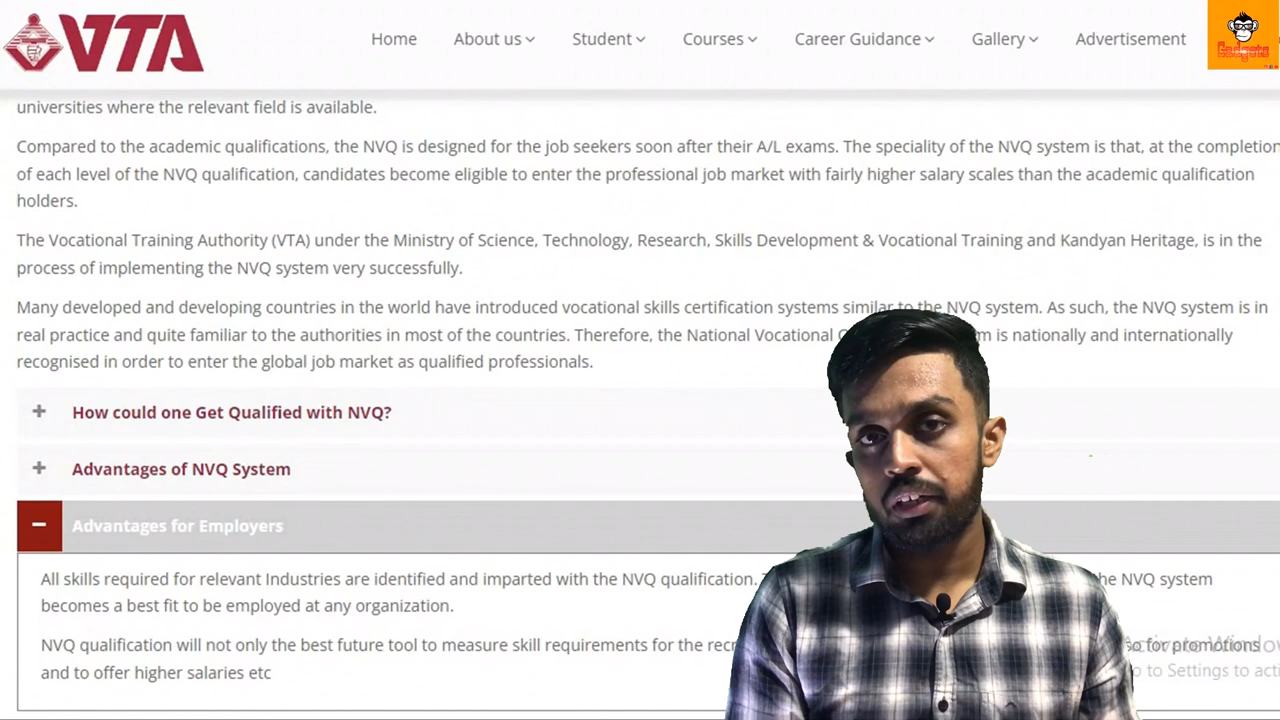 VTA
Home
About us
Student
Courses
Career Guidance
Gallery
Advertisement
Gadgets
universities where the relevant field is available.
Compared to the academic qualifications, the NVQ is designed for the job seekers soon after their A/L exams. The speciality of the NVQ system is that, at the completion
of each level of the NVQ qualification, candidates become eligible to enter the professional job market with fairly higher salary scales than the academic qualification
holders.
The Vocational Training Authority (VTA) under the Ministry of Science, Technology, Research, Skills Development & Vocational Training and Kandyan Heritage, is in the
process of implementing the NVQ system very successfully.
Many developed and developing countries in the world have introduced vocational skills certification systems similar to the NVQ system. As such, the NVQ system is in
real practice and quite familiar to the authorities in most of the countries. Therefore, the National Vocational is nationally and internationally
recognised in order to enter the global job market as qualified professionals.
How could one Get Qualified with NVQ?
Advantages of NVQ System
Advantages for Employers
All skills required for relevant Industries are identified and imparted with the NVQ qualification. NVQ system
becomes a best fit to be employed at any organization.
NVQ qualification will not only the best future tool to measure skill requirements for the for promotions
and to offer higher salaries etc